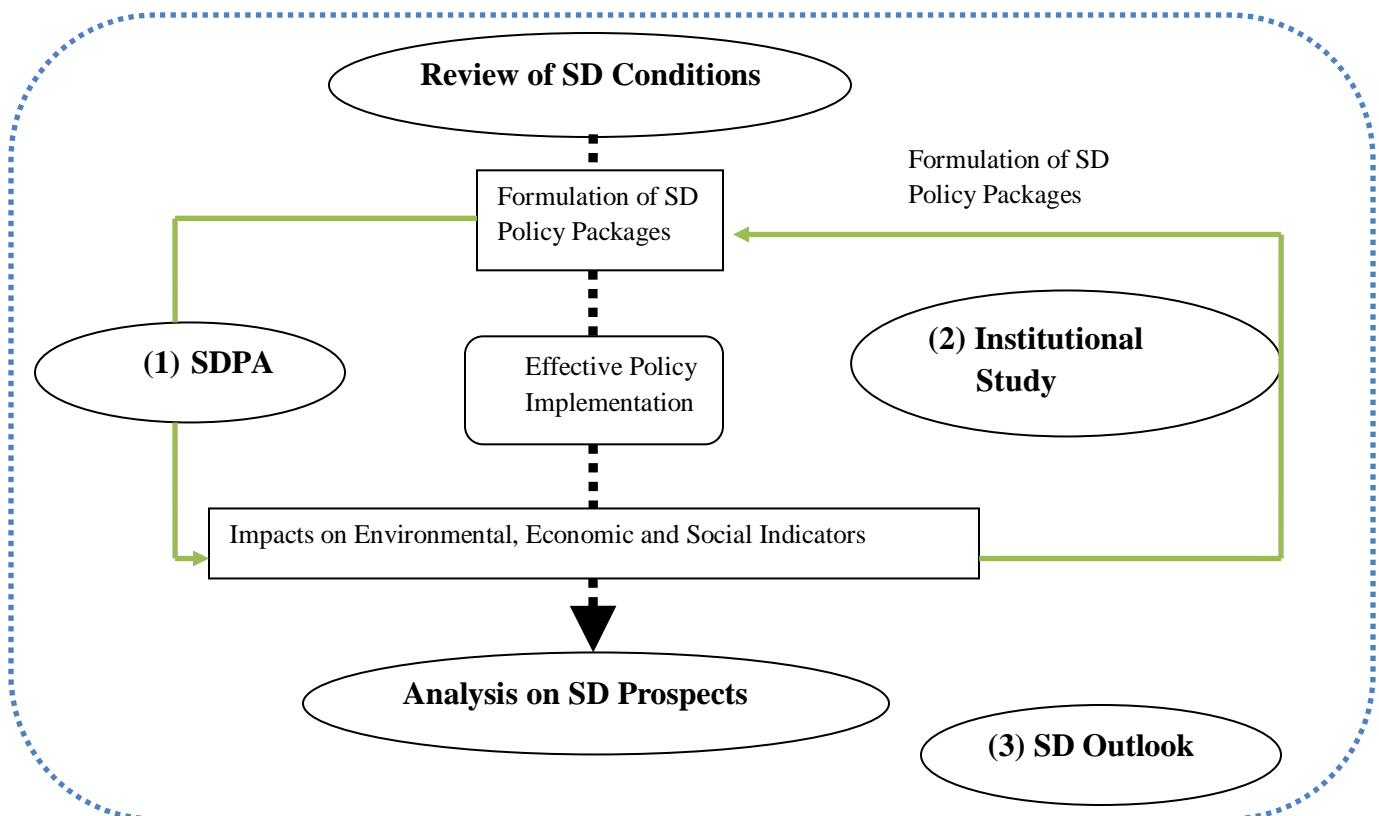 Review of SD Conditions
Formulation of SD
Policy Packages
Formulation of SD
Policy Packages
(1) SDPA
Effective Policy
Implementation
(2) Institutional
Study
Impacts on Environmental, Economic and Social Indicators
Analysis on SD Prospects
(3) SD Outlook